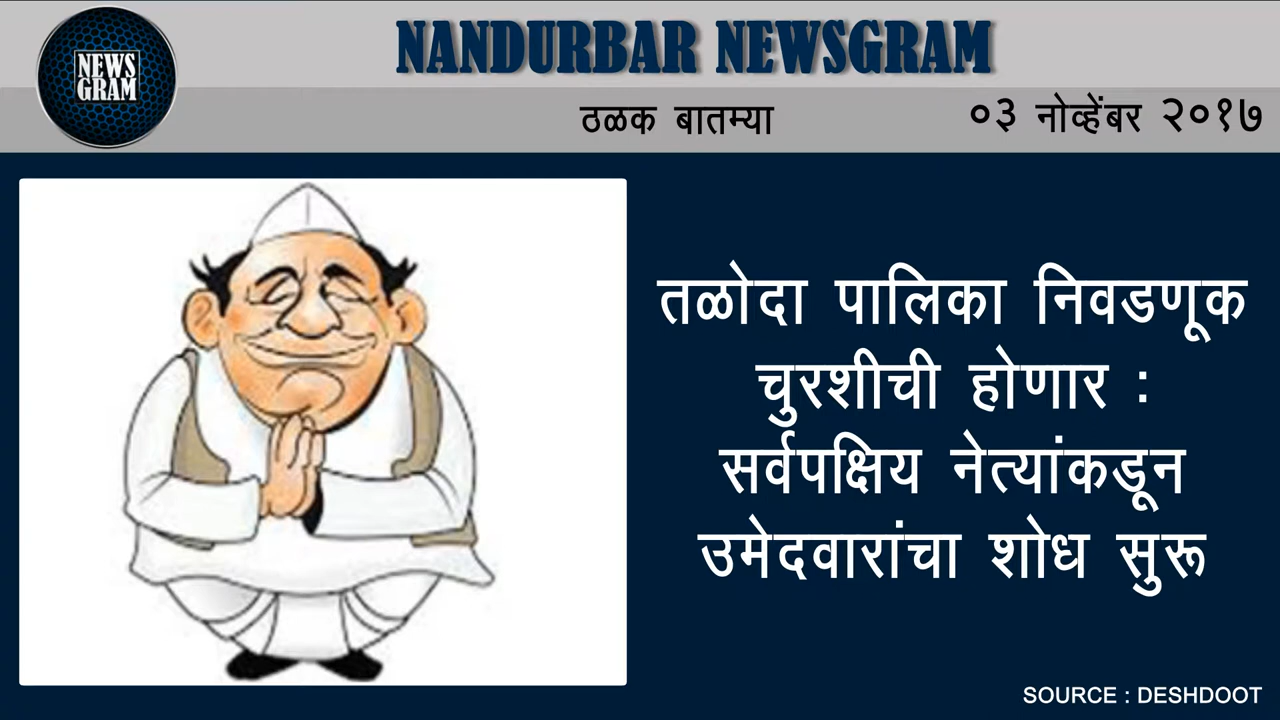 NEWS
GRAM
NANDURBAR NEWSGRAM
ठळक बातम्या
०३ नोव्हेंबर २०१७
तळोदा पालिका निवडणूक
चुरशीची होणार :
सर्वपक्षिय नेत्यांकडून
उमेदवारांचा शोध सुरू
SOURCE : DESHDOOT